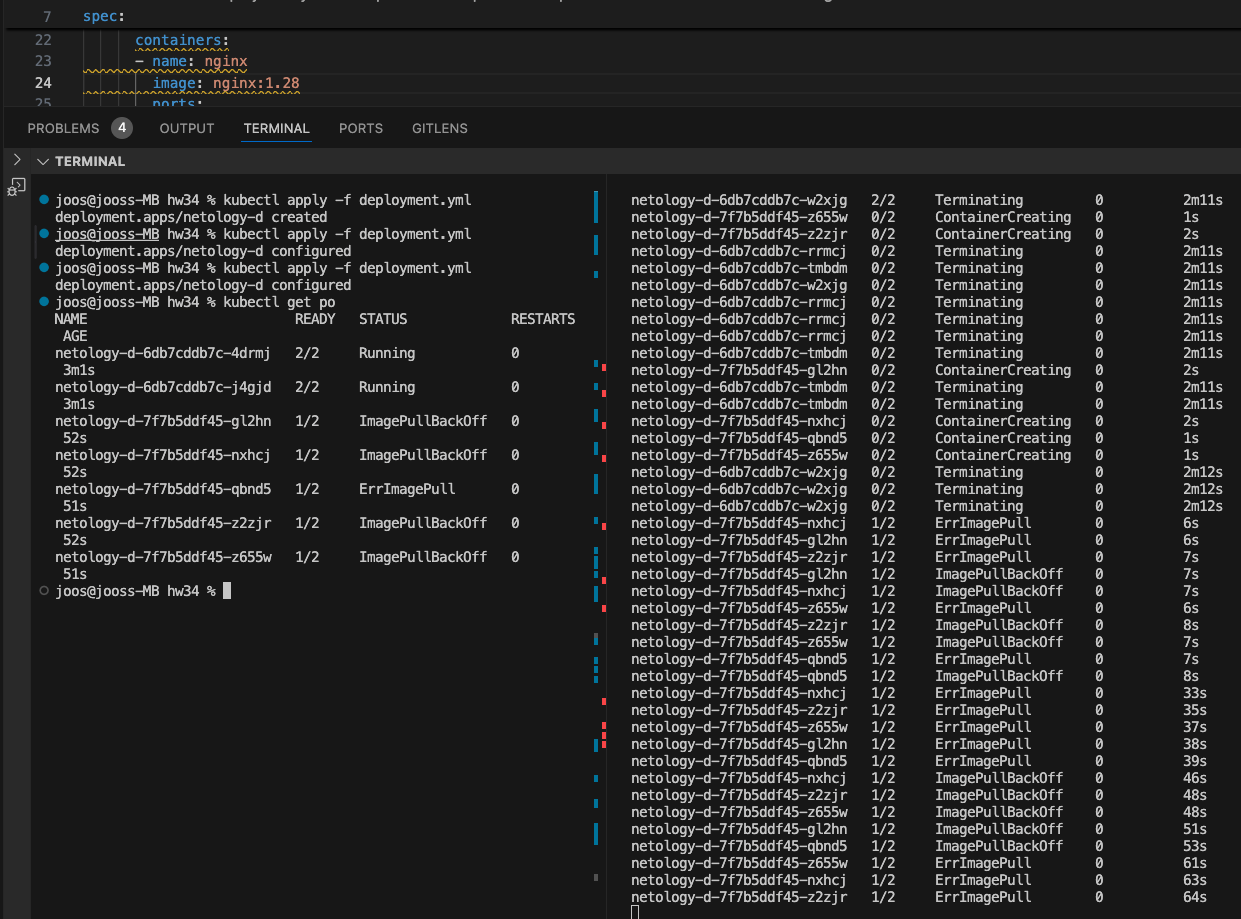 7 spec:
22 containers:
23 - name: nginx
24 image: nginx:1.28
25 ports:
PROBLEMS 4 OUTPUT TERMINAL PORTS GITLENS
TERMINAL
joos@jooss-MB hw34 % kubectl apply -f deployment.yml
deployment.apps/netology-d created
joos@jooss-MB hw34 % kubectl apply -f deployment.yml
deployment.apps/netology-d configured
joos@jooss-MB hw34 % kubectl apply -f deployment.yml
deployment.apps/netology-d configured
joos@jooss-MB hw34 % kubectl get po
NAME READY STATUS RESTARTS
AGE
netology-d-6db7cddb7c-4drmj 2/2 Running 0
3m1s
netology-d-6db7cddb7c-j4gjd 2/2 Running 0
3m1s
netology-d-7f7b5ddf45-gl2hn 1/2 ImagePullBackOff 0
52s
netology-d-7f7b5ddf45-nxhcj 1/2 ImagePullBackOff 0
52s
netology-d-7f7b5ddf45-qbnd5 1/2 ErrImagePull 0
51s
netology-d-7f7b5ddf45-z2zjr 1/2 ImagePullBackOff 0
52s
netology-d-7f7b5ddf45-z655w 1/2 ImagePullBackOff 0
51s
joos@jooss-MB hw34 %
netology-d-6db7cddb7c-w2xjg 2/2 Terminating 0 2m11s
netology-d-7f7b5ddf45-z655w 0/2 ContainerCreating 0 1s
netology-d-7f7b5ddf45-z2zjr 0/2 ContainerCreating 0 2s
netology-d-6db7cddb7c-rrmcj 0/2 Terminating 0 2m11s
netology-d-6db7cddb7c-tmbdm 0/2 Terminating 0 2m11s
netology-d-6db7cddb7c-w2xjg 0/2 Terminating 0 2m11s
netology-d-6db7cddb7c-rrmcj 0/2 Terminating 0 2m11s
netology-d-6db7cddb7c-rrmcj 0/2 Terminating 0 2m11s
netology-d-6db7cddb7c-rrmcj 0/2 Terminating 0 2m11s
netology-d-6db7cddb7c-tmbdm 0/2 Terminating 0 2m11s
netology-d-7f7b5ddf45-gl2hn 0/2 ContainerCreating 0 2s
netology-d-6db7cddb7c-tmbdm 0/2 Terminating 0 2m11s
netology-d-6db7cddb7c-tmbdm 0/2 Terminating 0 2m11s
netology-d-7f7b5ddf45-nxhcj 0/2 ContainerCreating 0 2s
netology-d-7f7b5ddf45-qbnd5 0/2 ContainerCreating 0 1s
netology-d-7f7b5ddf45-z655w 0/2 ContainerCreating 0 1s
netology-d-6db7cddb7c-w2xjg 0/2 Terminating 0 2m12s
netology-d-6db7cddb7c-w2xjg 0/2 Terminating 0 2m12s
netology-d-6db7cddb7c-w2xjg 0/2 Terminating 0 2m12s
netology-d-7f7b5ddf45-nxhcj 1/2 ErrImagePull 0 6s
netology-d-7f7b5ddf45-gl2hn 1/2 ErrImagePull 0 6s
netology-d-7f7b5ddf45-z2zjr 1/2 ErrImagePull 0 7s
netology-d-7f7b5ddf45-gl2hn 1/2 ImagePullBackOff 0 7s
netology-d-7f7b5ddf45-nxhcj 1/2 ImagePullBackOff 0 7s
netology-d-7f7b5ddf45-z655w 1/2 ErrImagePull 0 6s
netology-d-7f7b5ddf45-z2zjr 1/2 ImagePullBackOff 0 8s
netology-d-7f7b5ddf45-z655w 1/2 ImagePullBackOff 0 7s
netology-d-7f7b5ddf45-qbnd5 1/2 ErrImagePull 0 7s
netology-d-7f7b5ddf45-qbnd5 1/2 ImagePullBackOff 0 8s
netology-d-7f7b5ddf45-nxhcj 1/2 ErrImagePull 0 33s
netology-d-7f7b5ddf45-z2zjr 1/2 ErrImagePull 0 35s
netology-d-7f7b5ddf45-z655w 1/2 ErrImagePull 0 37s
netology-d-7f7b5ddf45-gl2hn 1/2 ErrImagePull 0 38s
netology-d-7f7b5ddf45-qbnd5 1/2 ErrImagePull 0 39s
netology-d-7f7b5ddf45-nxhcj 1/2 ImagePullBackOff 0 46s
netology-d-7f7b5ddf45-z2zjr 1/2 ImagePullBackOff 0 48s
netology-d-7f7b5ddf45-z655w 1/2 ImagePullBackOff 0 48s
netology-d-7f7b5ddf45-gl2hn 1/2 ImagePullBackOff 0 51s
netology-d-7f7b5ddf45-qbnd5 1/2 ImagePullBackOff 0 53s
netology-d-7f7b5ddf45-z655w 1/2 ErrImagePull 0 61s
netology-d-7f7b5ddf45-nxhcj 1/2 ErrImagePull 0 63s
netology-d-7f7b5ddf45-z2zjr 1/2 ErrImagePull 0 64s